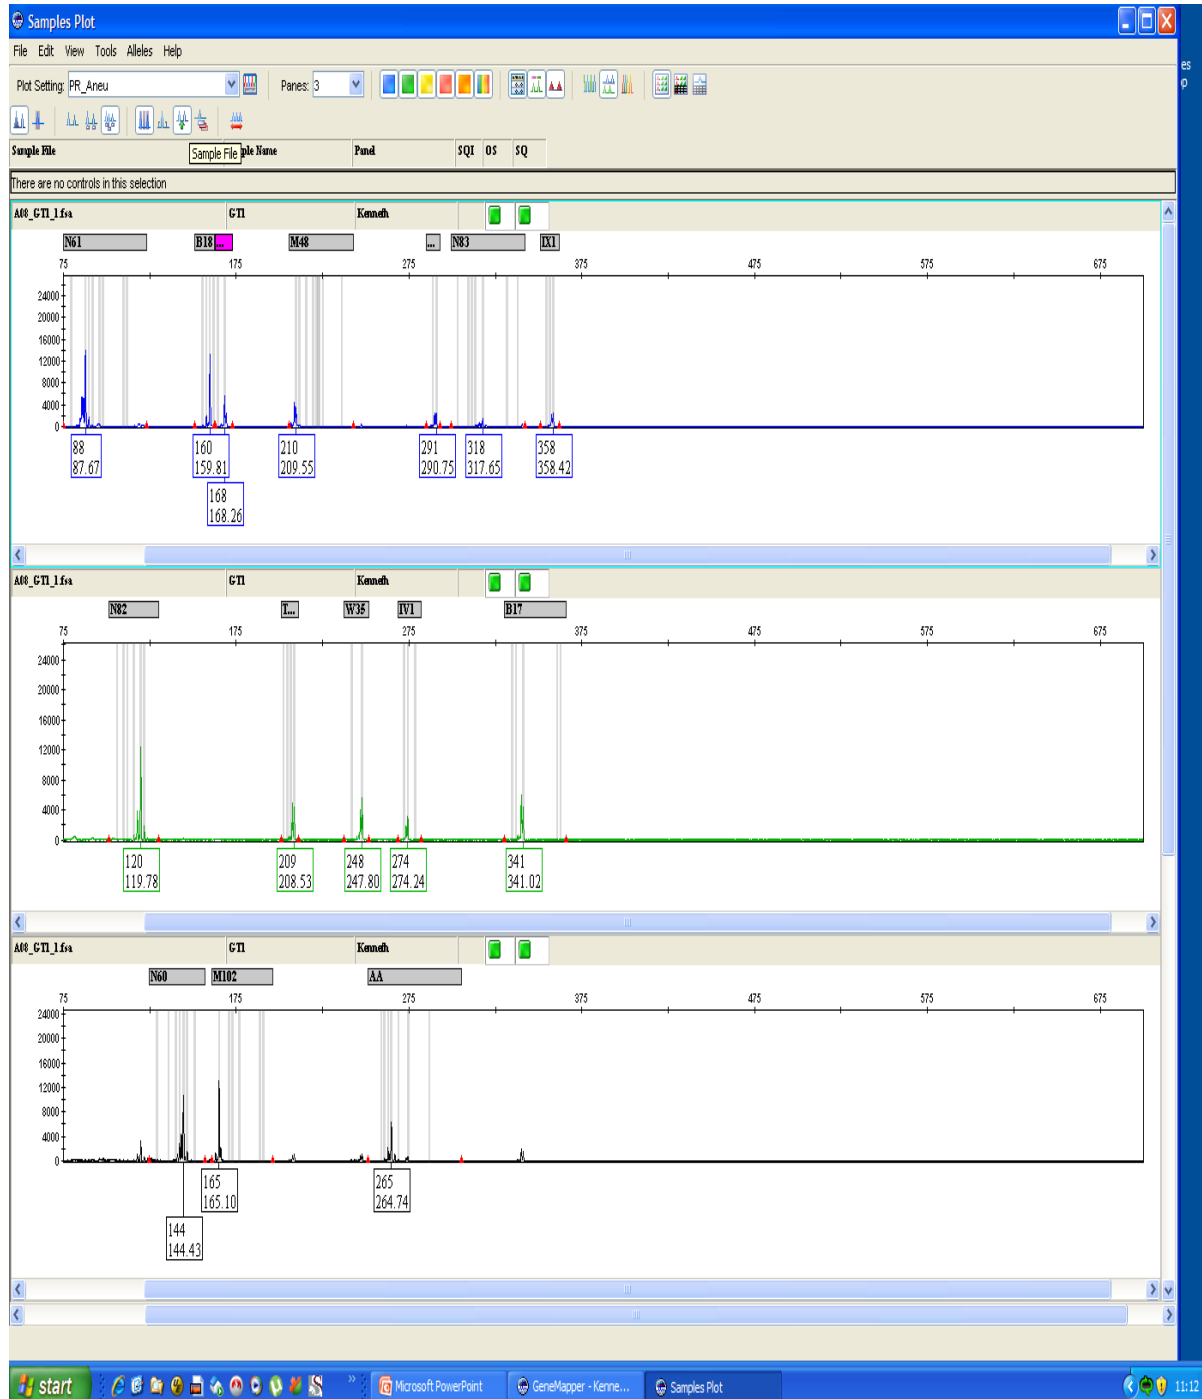 Samples Plot
File Edit View Tools Alleles Help
es
p
Plot Setting: PR_Aneu Panes: 3
Sample File ple Name Panel SQI OS SQ
Sample File
There are no controls in this selection
A08_GT1_1.fsa GT1 Kenneth
N61 B18 ... M48 ... N83 IX1
75 175 275 375 475 575 675
24000
20000
16000
12000
8000
4000
0
88 160 210 291 318 358
87.67 159.81 209.55 290.75 317.65 358.42
168
168.26
A08_GT1_1.fsa GT1 Kenneth
N82 T... W35 IV1 B17
75 175 275 375 475 575 675
24000
20000
16000
12000
8000
4000
0
120 209 248 274 341
119.78 208.53 247.80 274.24 341.02
A08_GT1_1.fsa GT1 Kenneth
N60 M102 AA
75 175 275 375 475 575 675
24000
20000
16000
12000
8000
4000
0
165 265
165.10 264.74
144
144.43
start Microsoft PowerPoint GeneMapper - Kenne... Samples Plot 11:12